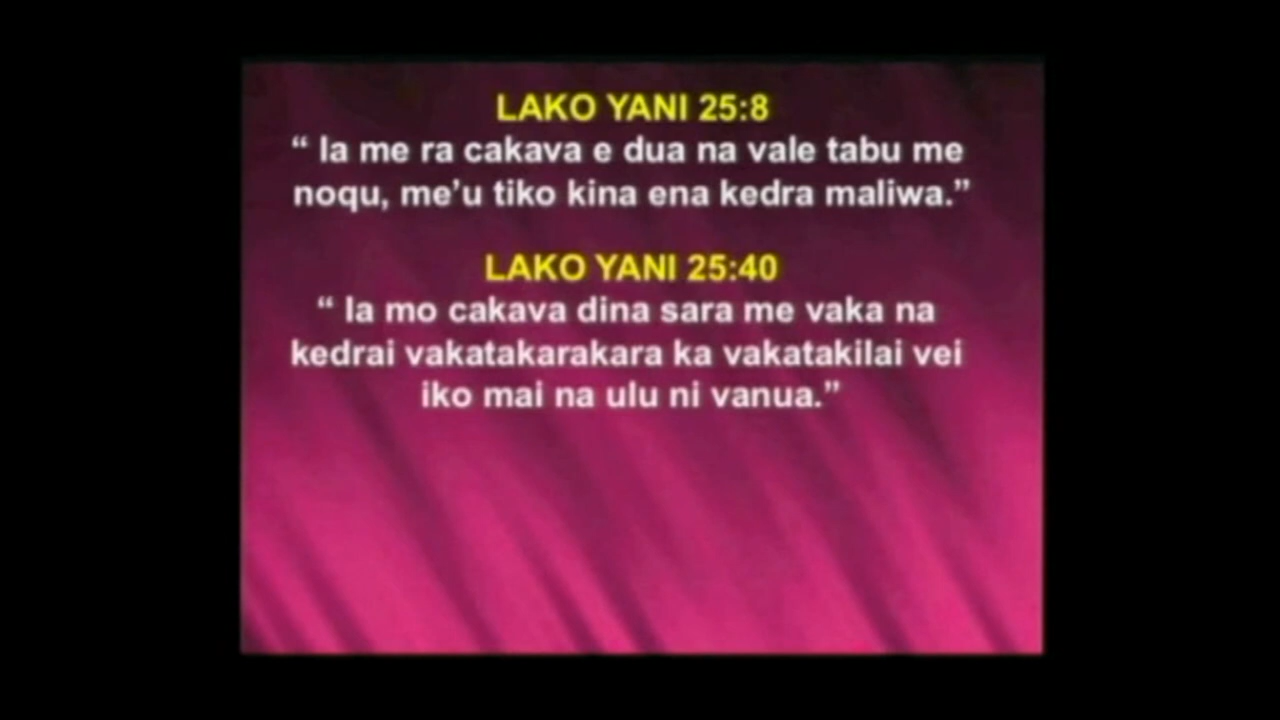 LAKO YANI 25:8
“ Ia me ra cakava e dua na vale tabu me
noqu, me’u tiko kina ena kedra maliwa.”
LAKO YANI 25:40
“ Ia mo cakava dina sara me vaka na
kedrai vakatakarakara ka vakatakilai vei
iko mai na ulu ni vanua.”